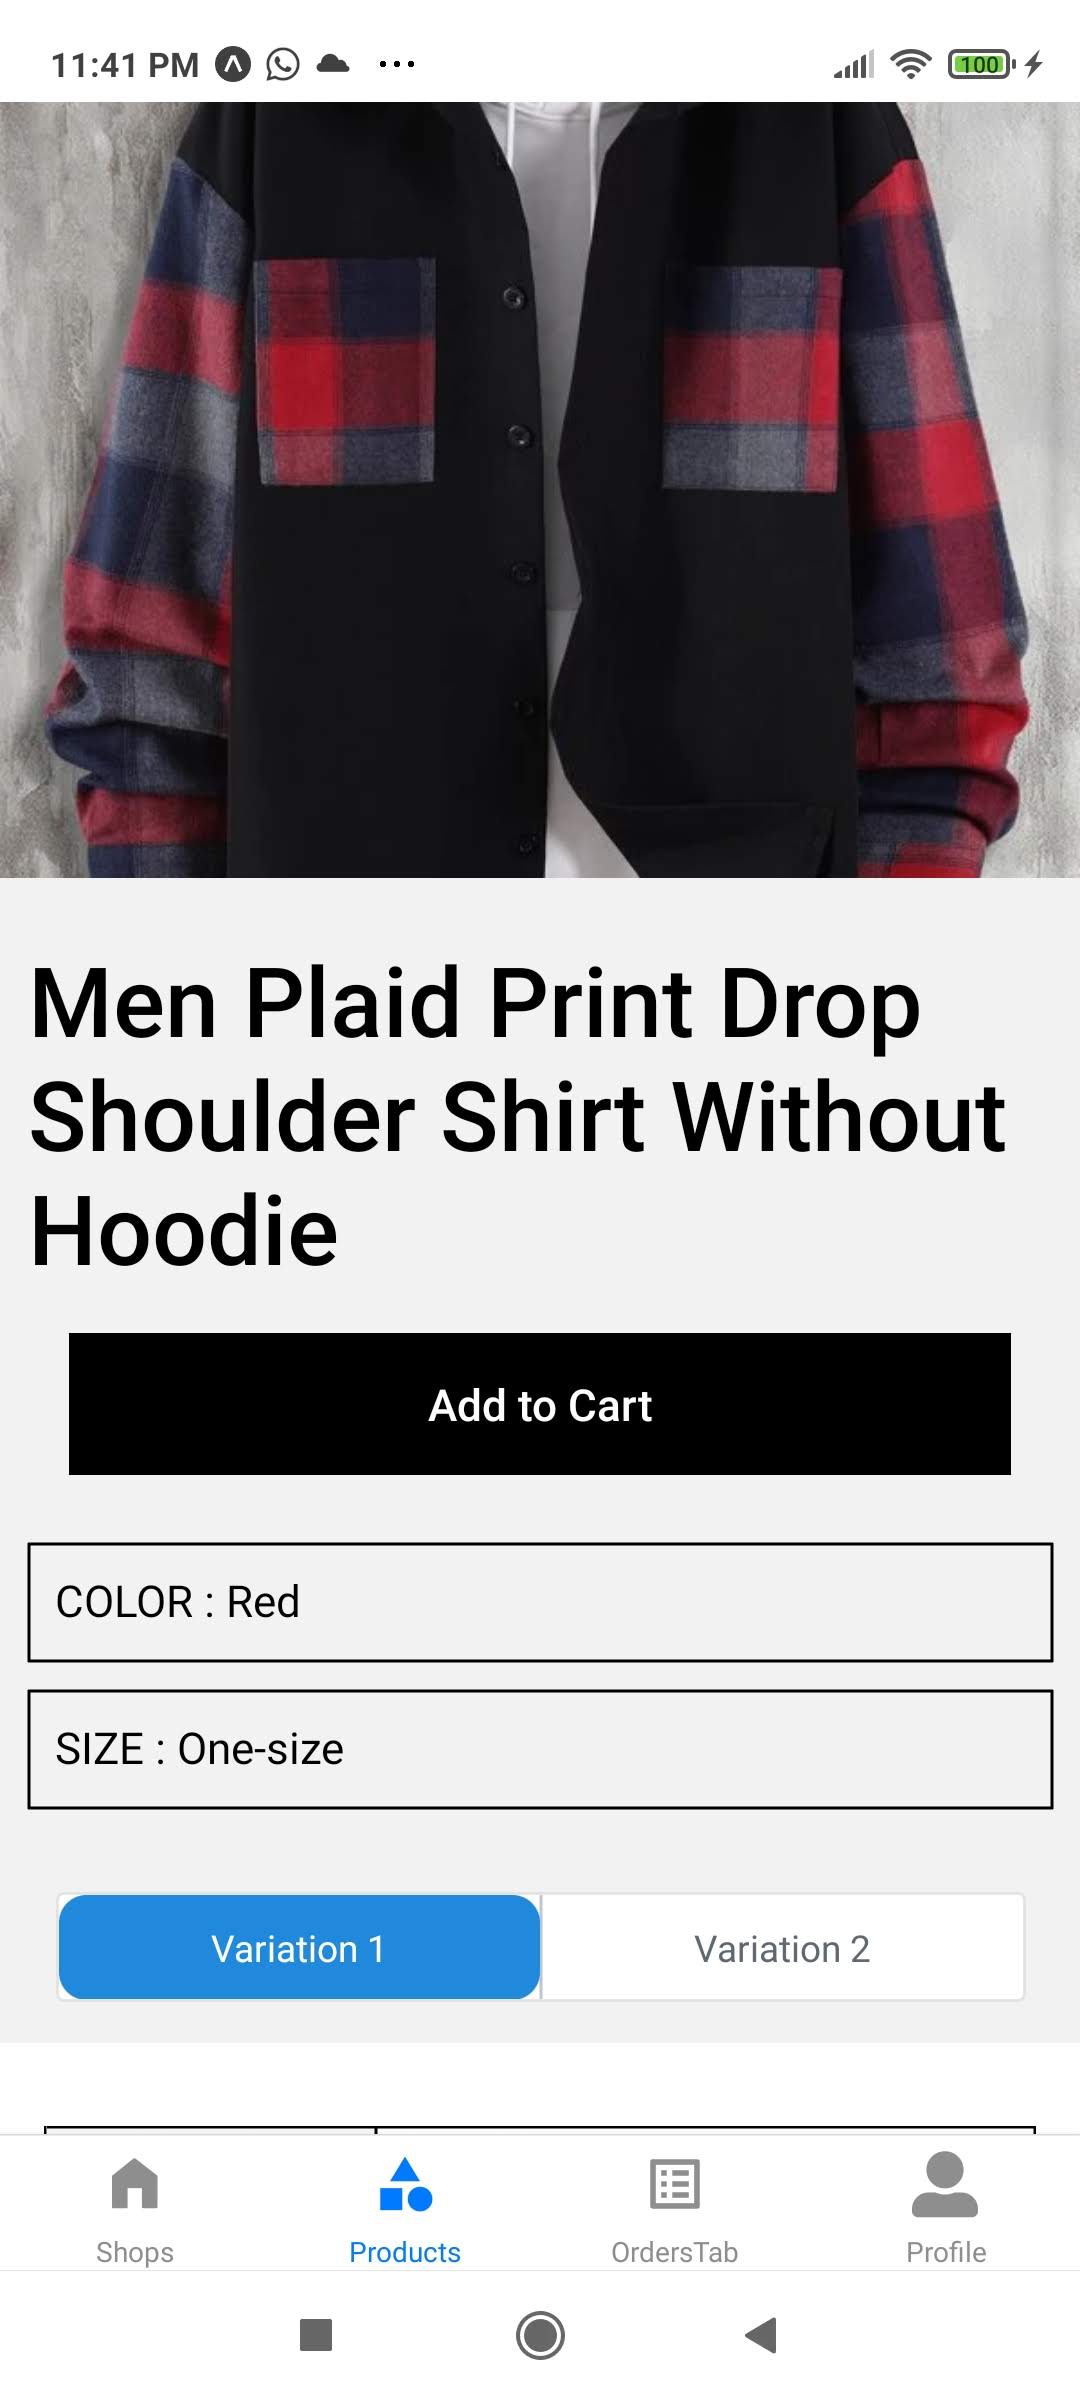 11:41 PM
100
Men Plaid Print Drop
Shoulder Shirt Without
Hoodie
Add to Cart
COLOR : Red
SIZE : One-size
Variation 1
Variation 2
Shops
Products
OrdersTab
Profile